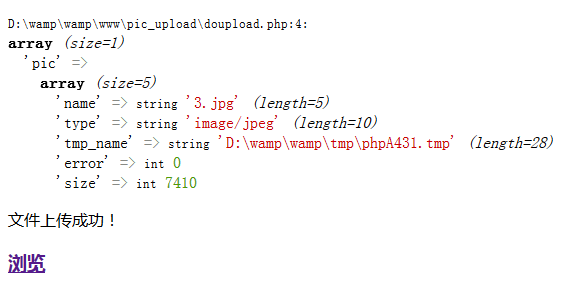 D:\wamp\wamp\www\pic_upload\doupload.php:4:
array (size=1)
'pic' =>
array (size=5)
'name' => string '3.jpg' (length=5)
'type' => string 'image/jpeg' (length=10)
'tmp_name' => string 'D:\wamp\wamp\tmp\phpA431.tmp' (length=28)
'error' => int 0
'size' => int 7410
文件上传成功！
浏览